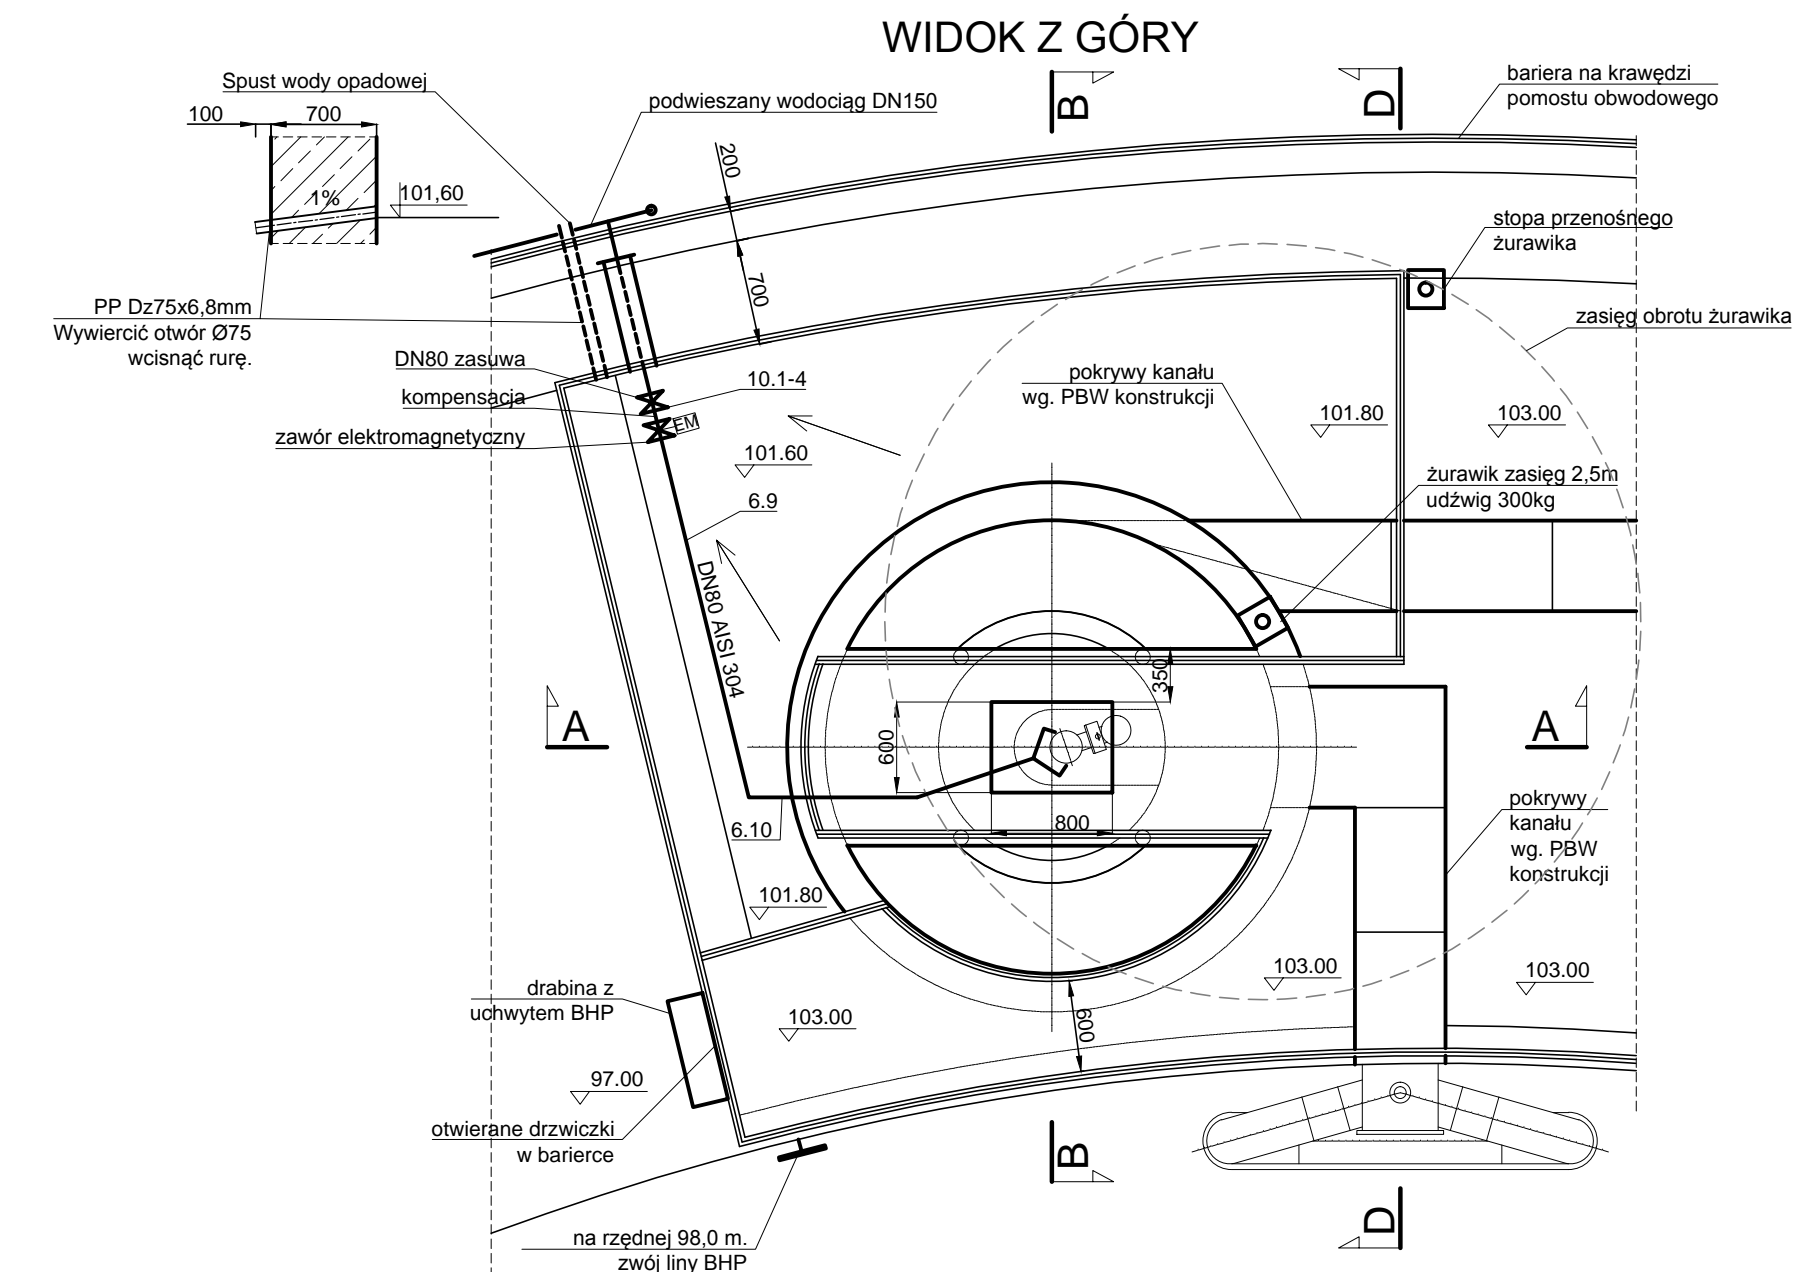 WIDOK Z GÓRY
Spust wody opadowej
100
700
1%
101,60
PP Dz75x6,8mm
Wywiercić otwór Ø75
wcisnąć rurę.
podwieszany wodociąg DN150
200
700
B
D
bariera na krawędzi
pomostu obwodowego
stopa przenośnego
żurawika
zasięg obrotu żurawika
DN80 zasuwa
kompensacja
zawór elektromagnetyczny
10.1-4
EM
101.60
6.9
DN80 AISI 304
pokrywy kanału
wg. PBW konstrukcji
101.80
103.00
żurawik zasięg 2,5m
udźwig 300kg
350
600
800
A
A
6.10
101.80
pokrywy
kanału
wg. PBW
konstrukcji
103.00
103.00
103.00
600
drabina z
uchwytem BHP
97.00
otwierane drzwiczki
w barierce
na rzędnej 98,0 m.
zwój liny BHP
B
D